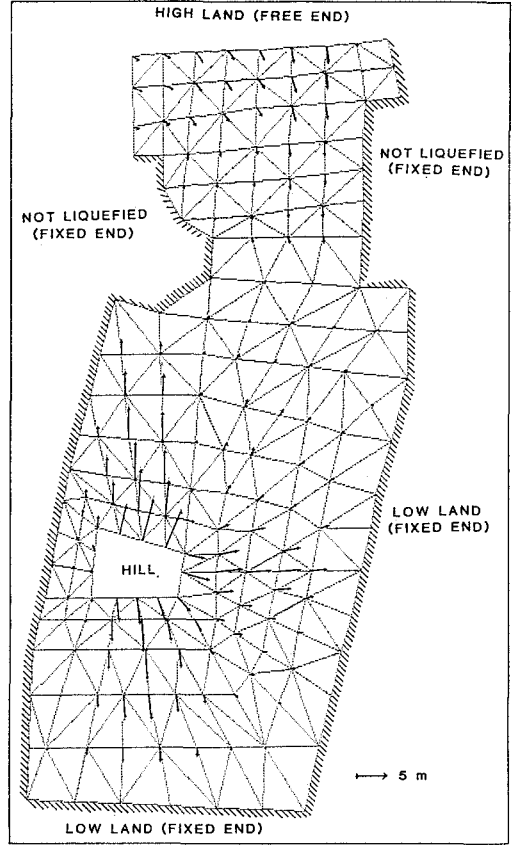 HIGH LAND (FREE END)
NOT LIQUEFIED
(FIXED END)
NOT LIQUEFIED
(FIXED END)
LOW LAND
(FIXED END)
HILL
5 m
LOW LAND (FIXED END)